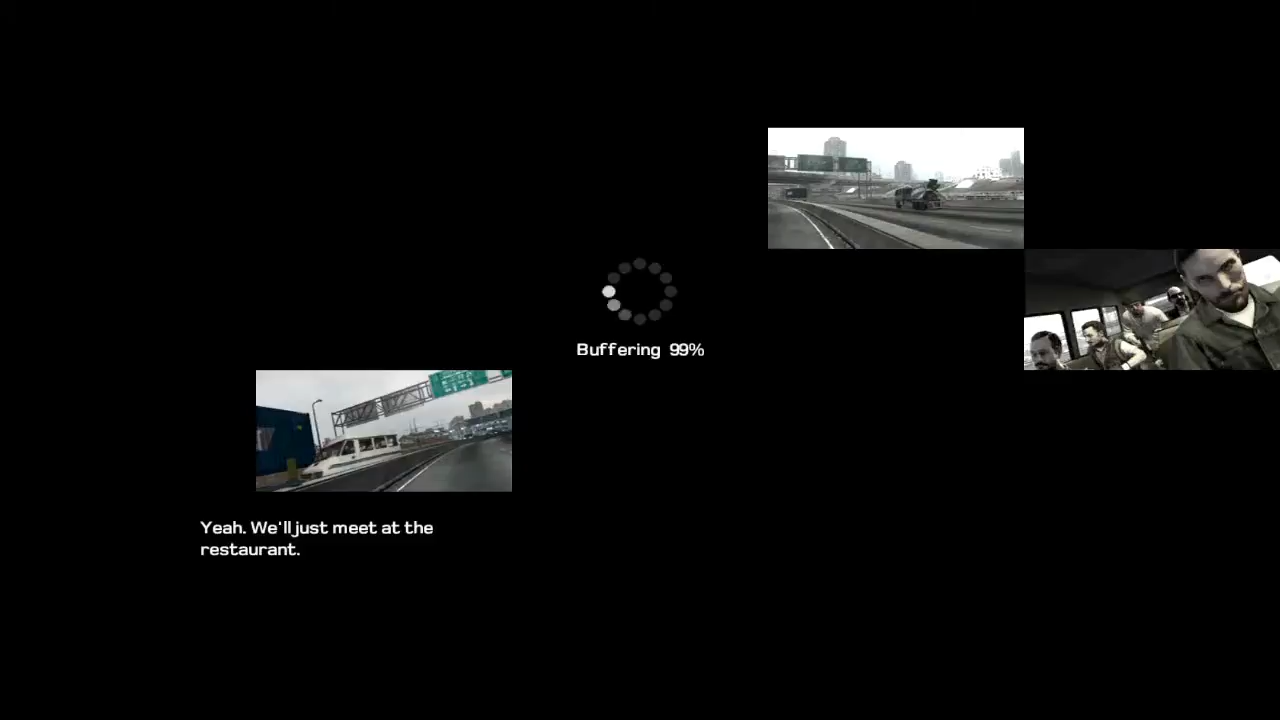 Buffering 99%
Yeah. We'll just meet at the
restaurant.